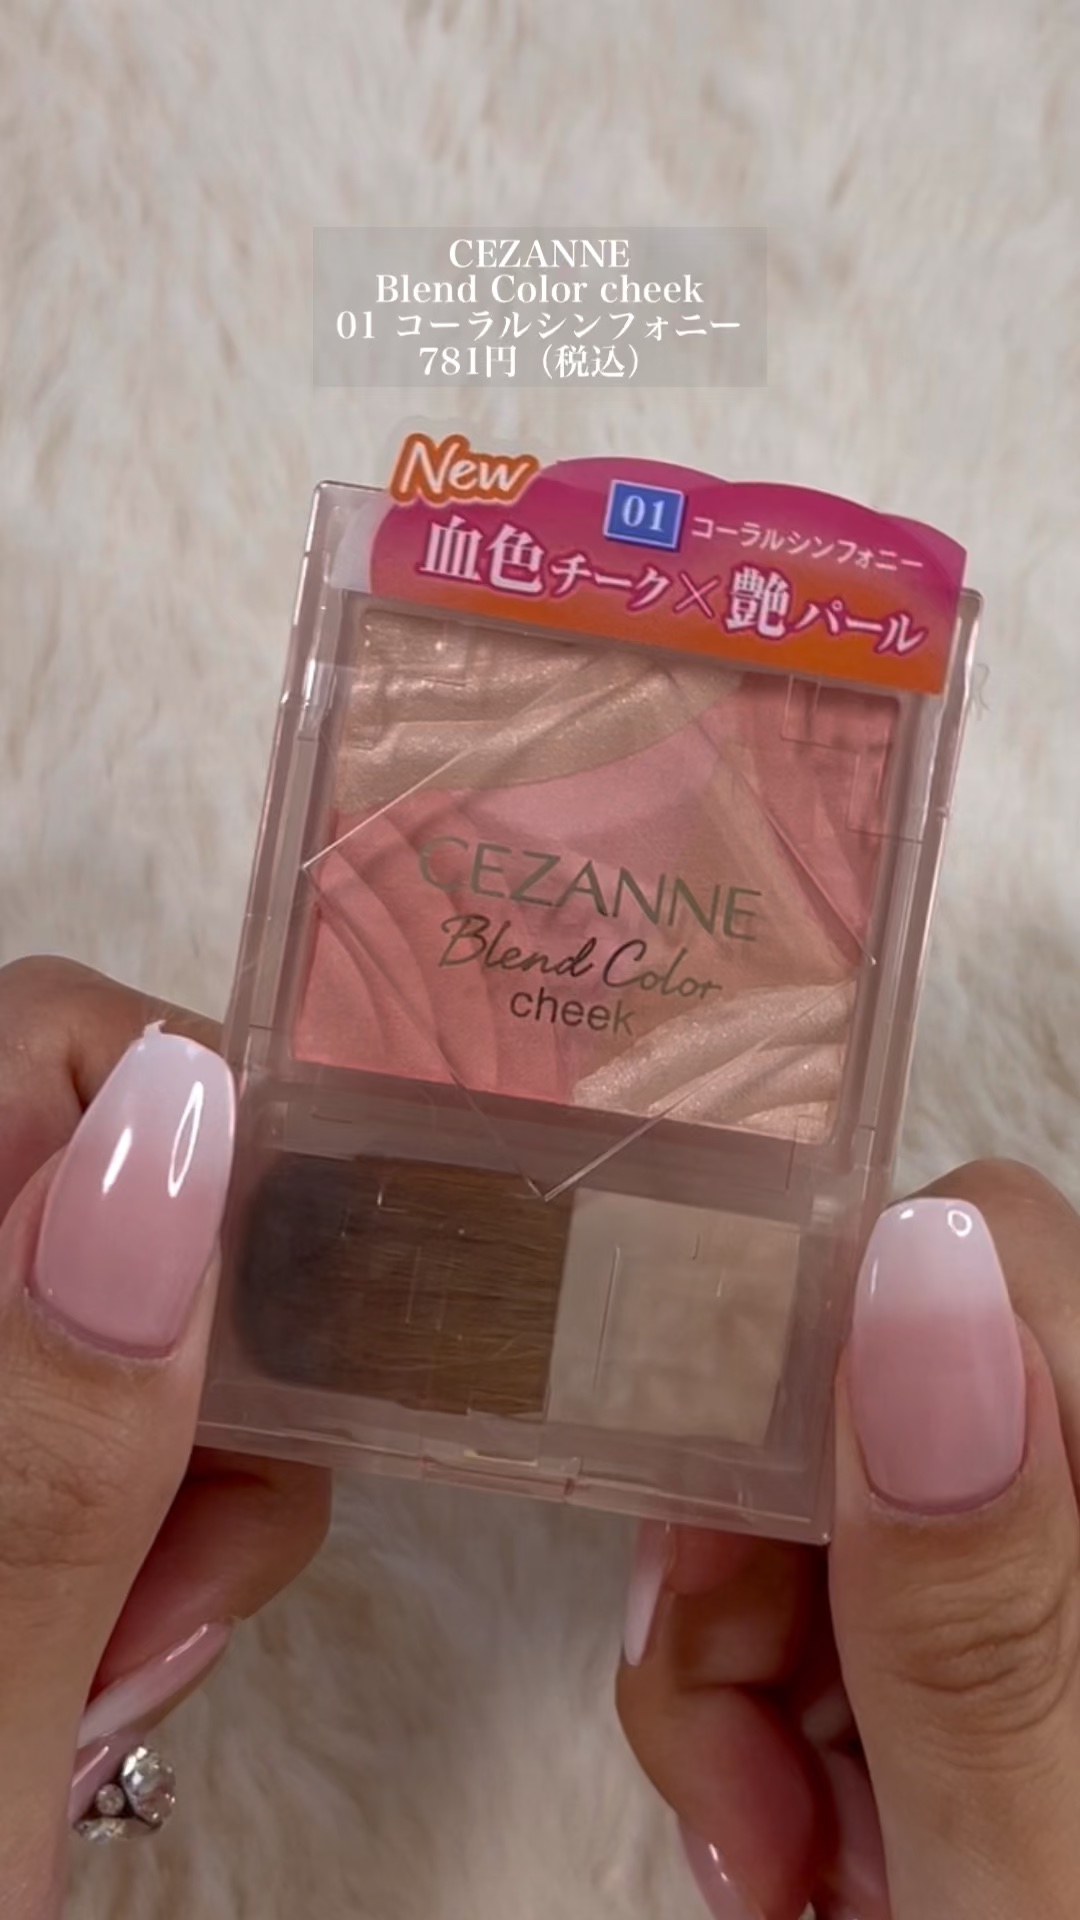 CEZANNE
Blend Color cheek
01 コーラルシンフォニー
781円（税込）
New
01 コーラルシンフォニー
血色チーク×艶パール
CEZANNE
Blend Color
cheek